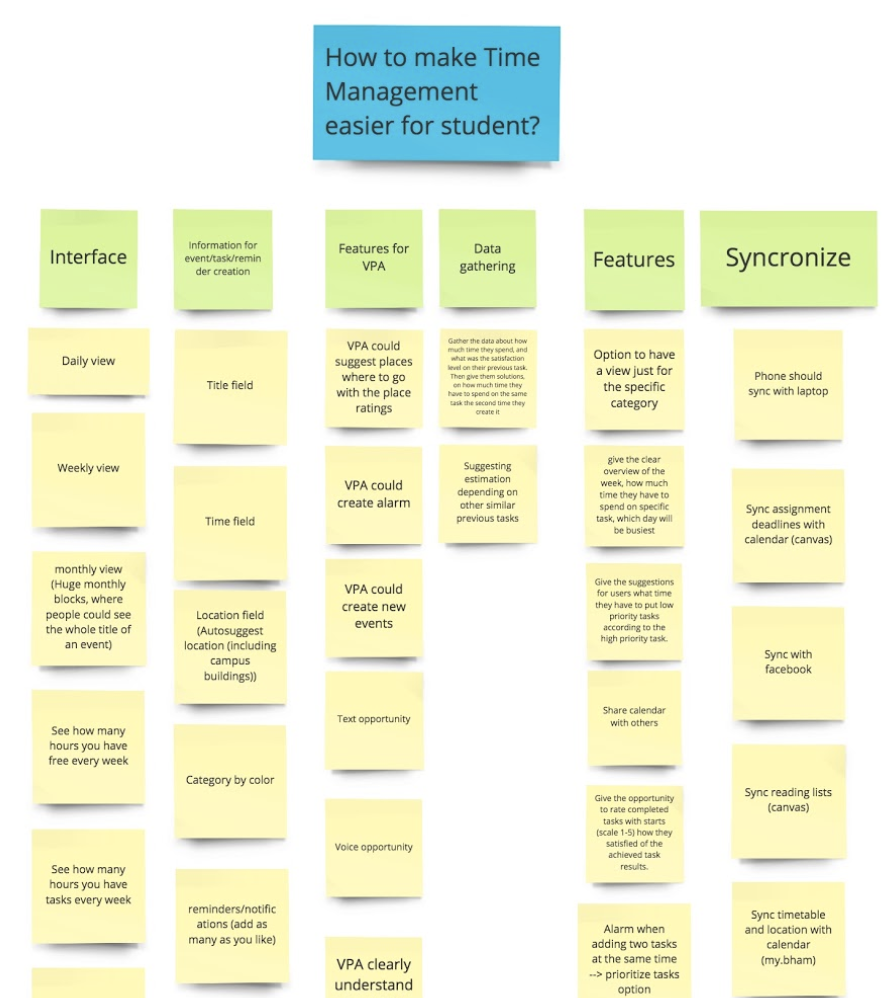 How to make Time
Management
easier for student?
Interface
Daily view
Weekly view
monthly view
(Huge monthly
blocks, where
people could see
the whole title of
an event)
See how many
hours you have
free every week
See how many
hours you have
tasks every week
Information for
event/task/remin
der creation
Title field
Time field
Location field
(Autosuggest
location (including
campus
buildings))
Category by color
reminders/notific
ations (add as
many as you like)
Features for
VPA
VPA could
suggest places
where to go
with the place
ratings
VPA could
create alarm
VPA could
create new
events
Text opportunity
Voice opportunity
VPA clearly
understand
Data
gathering
Gather the data about how
much time they spend, and
what was the satisfaction
level on their previous task.
Then give them solutions,
on how much time they
have to spend on the same
task the second time they
create it
Suggesting
estimation
depending on
other similar
previous tasks
Features
Option to have
a view just for
the specific
category
give the clear
overview of the
week, how much
time they have to
spend on specific
task, which day will
be busiest
Give the suggestions
for users what time
they have to put low
priority tasks
according to the
high priority task.
Share calendar
with others
Give the opportunity
to rate completed
tasks with starts
(scale 1-5) how they
satisfied of the
achieved task
results.
Alarm when
adding two tasks
at the same time
--> prioritize tasks
option
Syncronize
Phone should
sync with laptop
Sync assignment
deadlines with
calendar (canvas)
Sync with
facebook
Sync reading lists
(canvas)
Sync timetable
and location with
calendar
(my.bham)